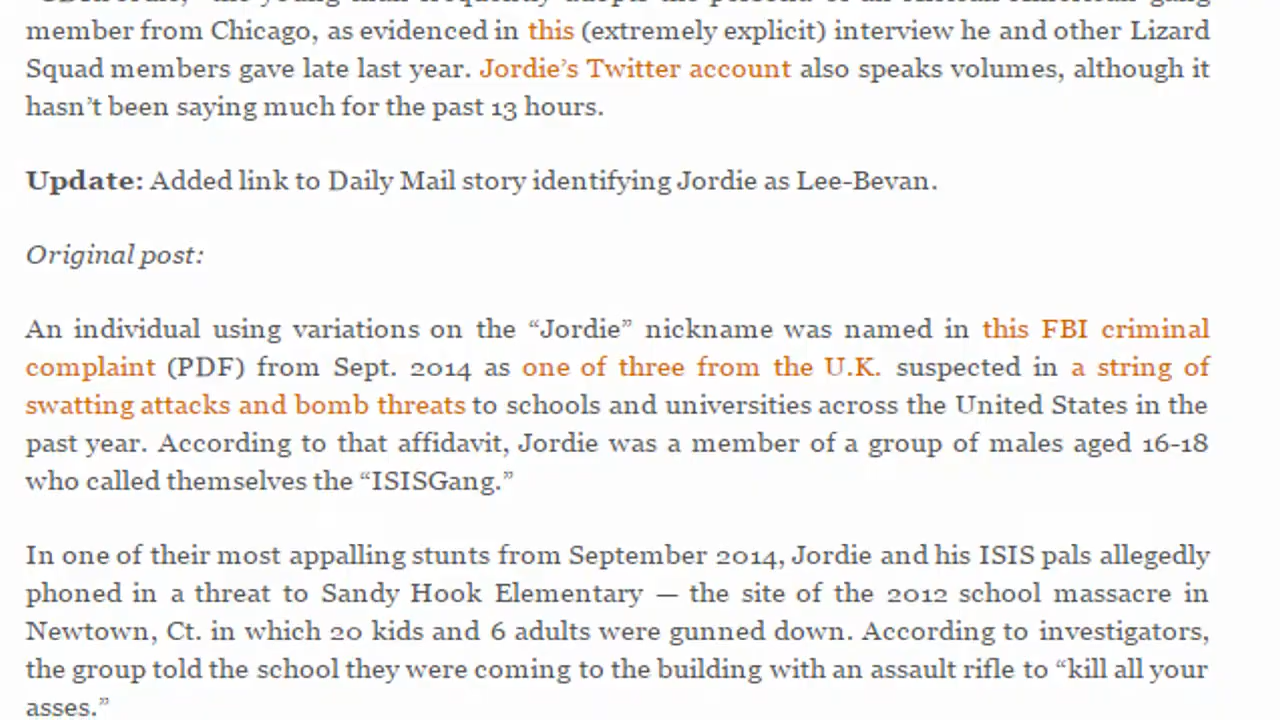 member from Chicago, as evidenced in this (extremely explicit) interview he and other Lizard
Squad members gave late last year. Jordie’s Twitter account also speaks volumes, although it
hasn’t been saying much for the past 13 hours.
Update: Added link to Daily Mail story identifying Jordie as Lee-Bevan.
Original post:
An individual using variations on the “Jordie” nickname was named in this FBI criminal
complaint (PDF) from Sept. 2014 as one of three from the U.K. suspected in a string of
swatting attacks and bomb threats to schools and universities across the United States in the
past year. According to that affidavit, Jordie was a member of a group of males aged 16-18
who called themselves the “ISISGang.”
In one of their most appalling stunts from September 2014, Jordie and his ISIS pals allegedly
phoned in a threat to Sandy Hook Elementary — the site of the 2012 school massacre in
Newtown, Ct. in which 20 kids and 6 adults were gunned down. According to investigators,
the group told the school they were coming to the building with an assault rifle to “kill all your
asses.”